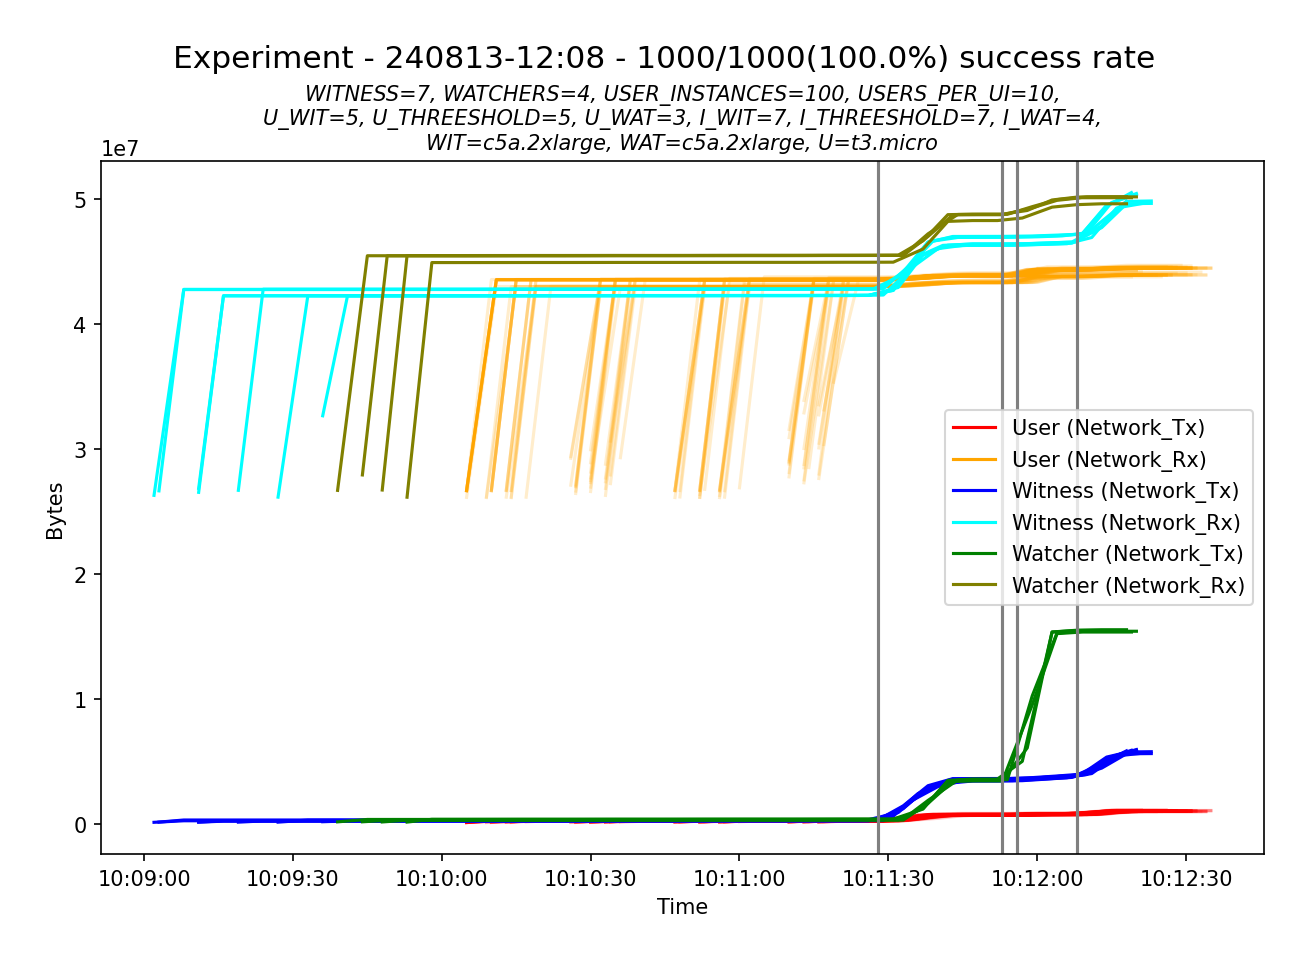 Experiment - 240813-12:08 - 1000/1000(100.0%) success rate
WITNESS=7, WATCHERS=4, USER_INSTANCES=100, USERS_PER_UI=10,
U_WIT=5, U_THREESHOLD=5, U_WAT=3, I_WIT=7, I_THREESHOLD=7, I_WAT=4,
WIT=c5a.2xlarge, WAT=c5a.2xlarge, U=t3.micro
1e7
5
4
3
2
1
0
Bytes
User (Network_Tx)
User (Network_Rx)
Witness (Network_Tx)
Witness (Network_Rx)
Watcher (Network_Tx)
Watcher (Network_Rx)
10:09:00 10:09:30 10:10:00 10:10:30 10:11:00 10:11:30 10:12:00 10:12:30
Time